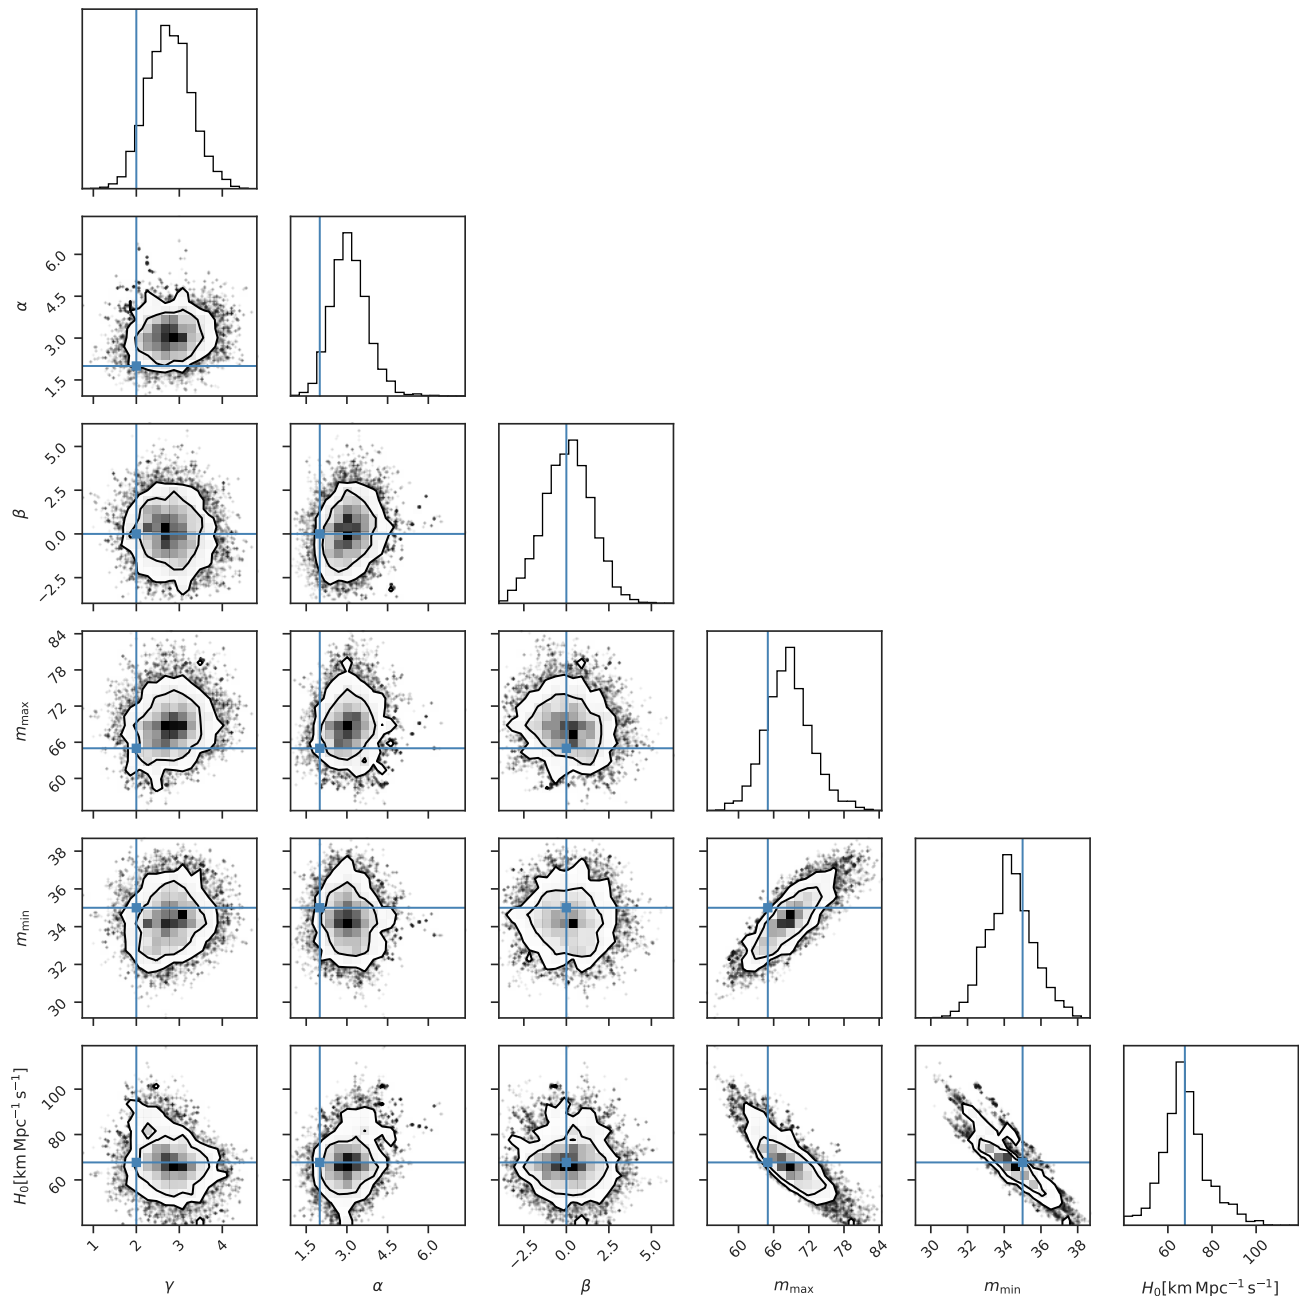 α
6.0
4.5
3.0
1.5
β
5.0
2.5
0.0
−2.5
m_max
84
78
72
66
60
m_min
38
36
34
32
30
H₀[km Mpc⁻¹ s⁻¹]
100
80
60
1 2 3 4
1.5 3.0 4.5 6.0
−2.5 0.0 2.5 5.0
60 66 72 78 84
30 32 34 36 38
60 80 100
γ α β m_max m_min H₀[km Mpc⁻¹ s⁻¹]